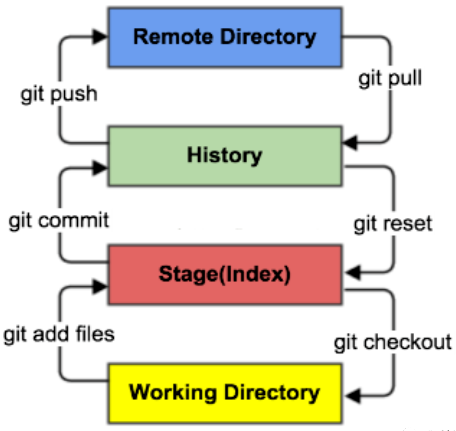 Remote Directory
git push
git pull
History
git commit
git reset
Stage(Index)
git add files
git checkout
Working Directory